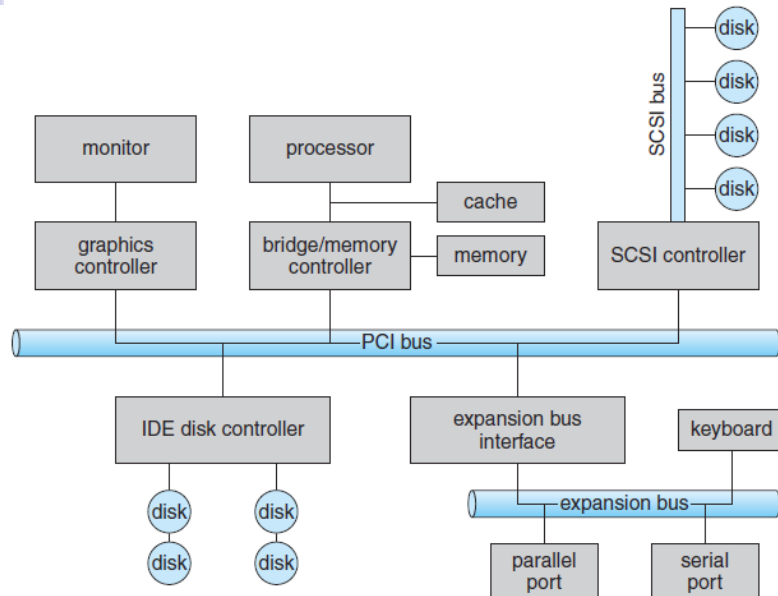 disk
disk
disk
disk
SCSI bus
monitor
processor
cache
graphics
controller
bridge/memory
controller
memory
SCSI controller
PCI bus
IDE disk controller
expansion bus
interface
keyboard
disk
disk
disk
disk
expansion bus
parallel
port
serial
port